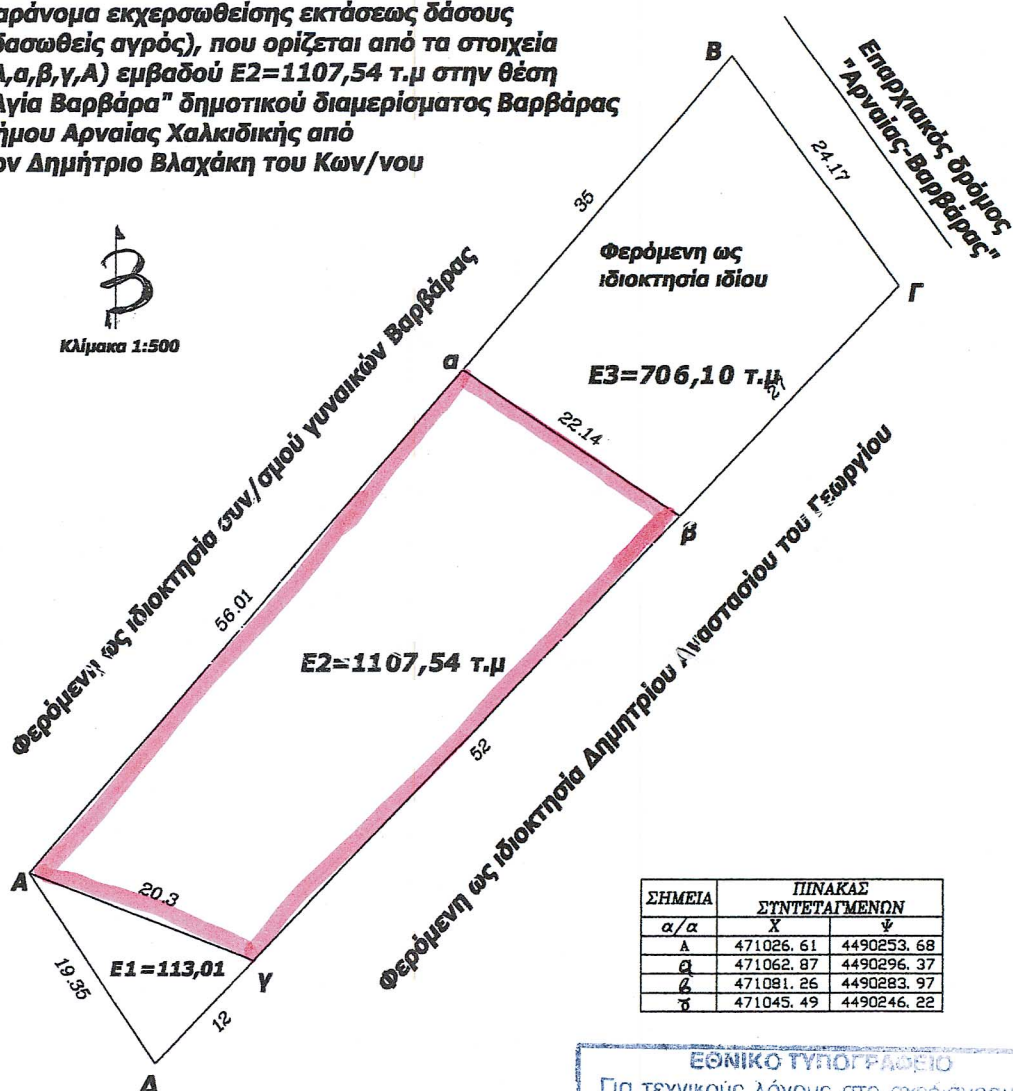 αράνομα εκχερσωθείσης εκτάσεως δάσους
δασωθείς αγρός), που ορίζεται από τα στοιχεία
Α,α,β,γ,Α) εμβαδού Ε2=1107,54 τ.μ στην θέση
Αγία Βαρβάρα" δημοτικού διαμερίσματος Βαρβάρας
ήμου Αρναίας Χαλκιδικής από
ον Δημήτριο Βλαχάκη του Κων/νου
Β
Κλίμακα 1:500
Επαρχιακός δρόμος
"Αρναίας-Βαρβάρας"
Β
24.17
35
Φερόμενη ως
ιδιοκτησία ιδίου
Γ
Ε3=706,10 τ.μ
27
α
22.14
β
Φερόμενη ως ιδιοκτησία συν/σμού γυναικών Βαρβάρας
56.01
Ε2=1107,54 τ.μ
52
Φερόμενη ως ιδιοκτησία Δημητρίου Αναστασίου του Γεωργίου
Α
20.3
Ε1=113,01
γ
19.35
12
Δ
ΣΗΜΕΙΑ ΠΙΝΑΚΑΣ
ΣΥΝΤΕΤΑΓΜΕΝΩΝ
α/α Χ Ψ
Α 471026.61 4490253.68
α 471062.87 4490296.37
β 471081.26 4490283.97
γ 471045.49 4490246.22
ΕΘΝΙΚΟ ΤΥΠΟΓΡΑΦΕΙΟ
Για τεχνικούς λόγους στο